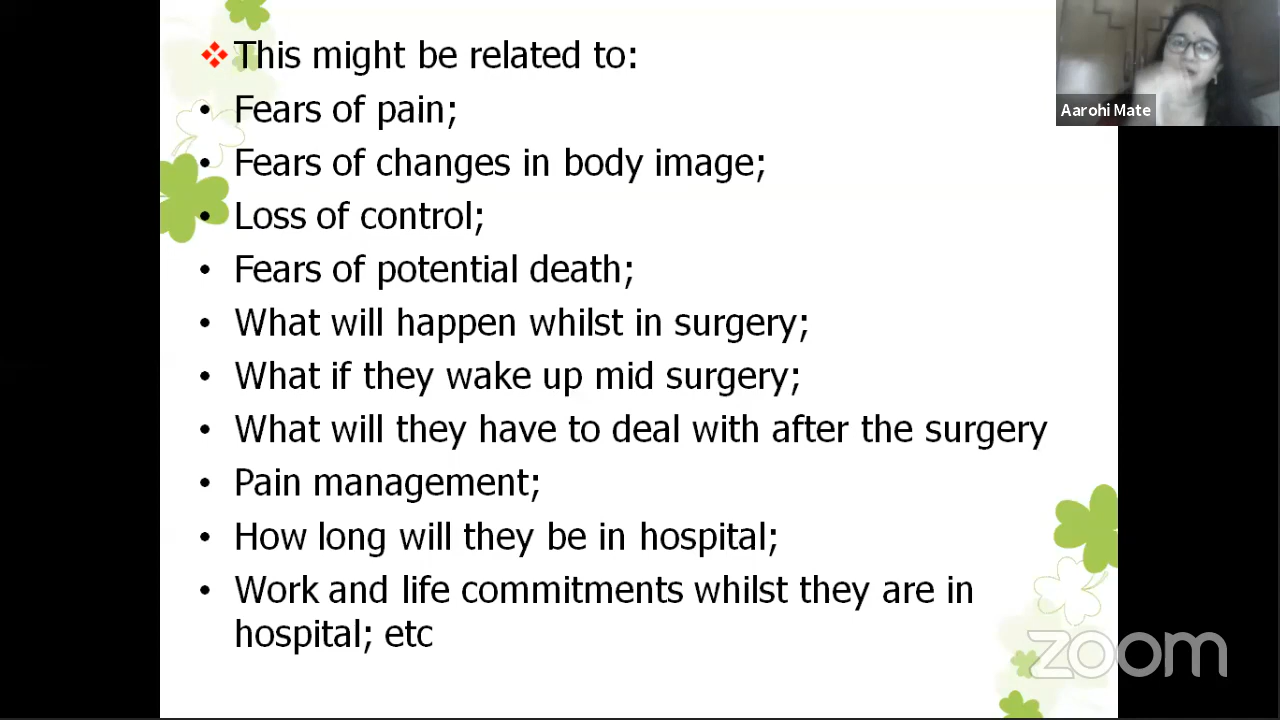 This might be related to:
Fears of pain;
Fears of changes in body image;
Loss of control;
Fears of potential death;
What will happen whilst in surgery;
What if they wake up mid surgery;
What will they have to deal with after the surgery
Pain management;
How long will they be in hospital;
Work and life commitments whilst they are in
hospital; etc
Aarohi Mate
zoom